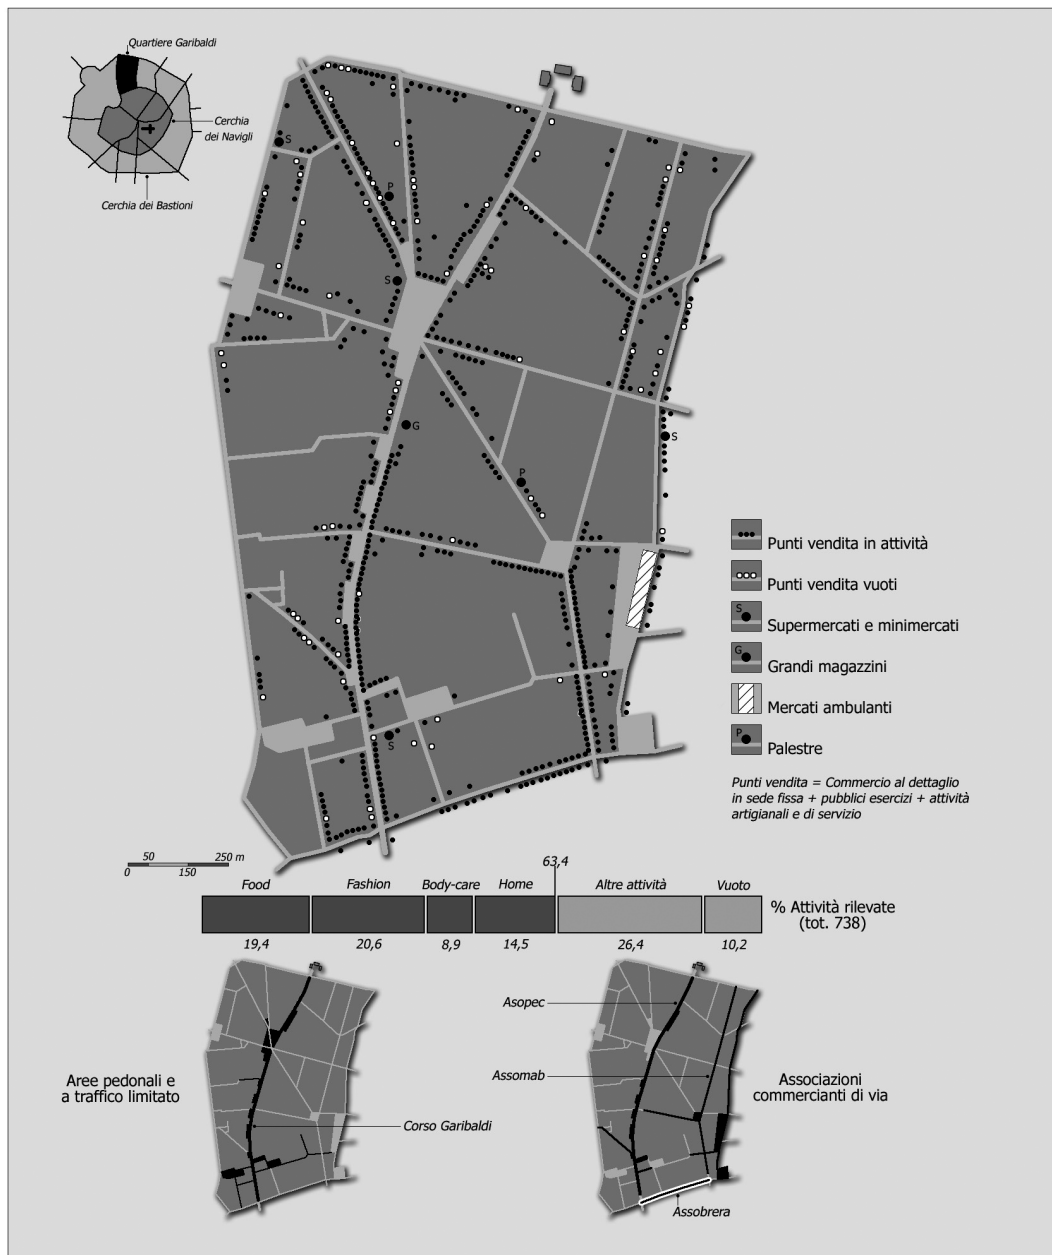 Quartiere Garibaldi
Cerchia
dei Navigli
Cerchia dei Bastioni
S
P
S
G
S
P
S
Punti vendita in attività
Punti vendita vuoti
S
Supermercati e minimercati
G
Grandi magazzini
Mercati ambulanti
P
Palestre
Punti vendita = Commercio al dettaglio
in sede fissa + pubblici esercizi + attività
artigianali e di servizio
50 250 m
0 150
63,4
Food Fashion Body-care Home Altre attività Vuoto
% Attività rilevate
(tot. 738)
19,4 20,6 8,9 14,5 26,4 10,2
Aree pedonali e
a traffico limitato
Corso Garibaldi
Asopec
Assomab
Associazioni
commercianti di via
Assobrera